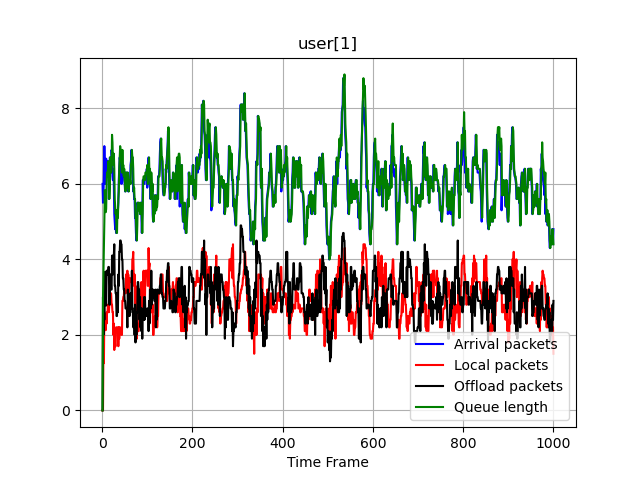 user[1]
8
6
4
2
0
0 200 400 600 800 1000
Time Frame
Arrival packets
Local packets
Offload packets
Queue length